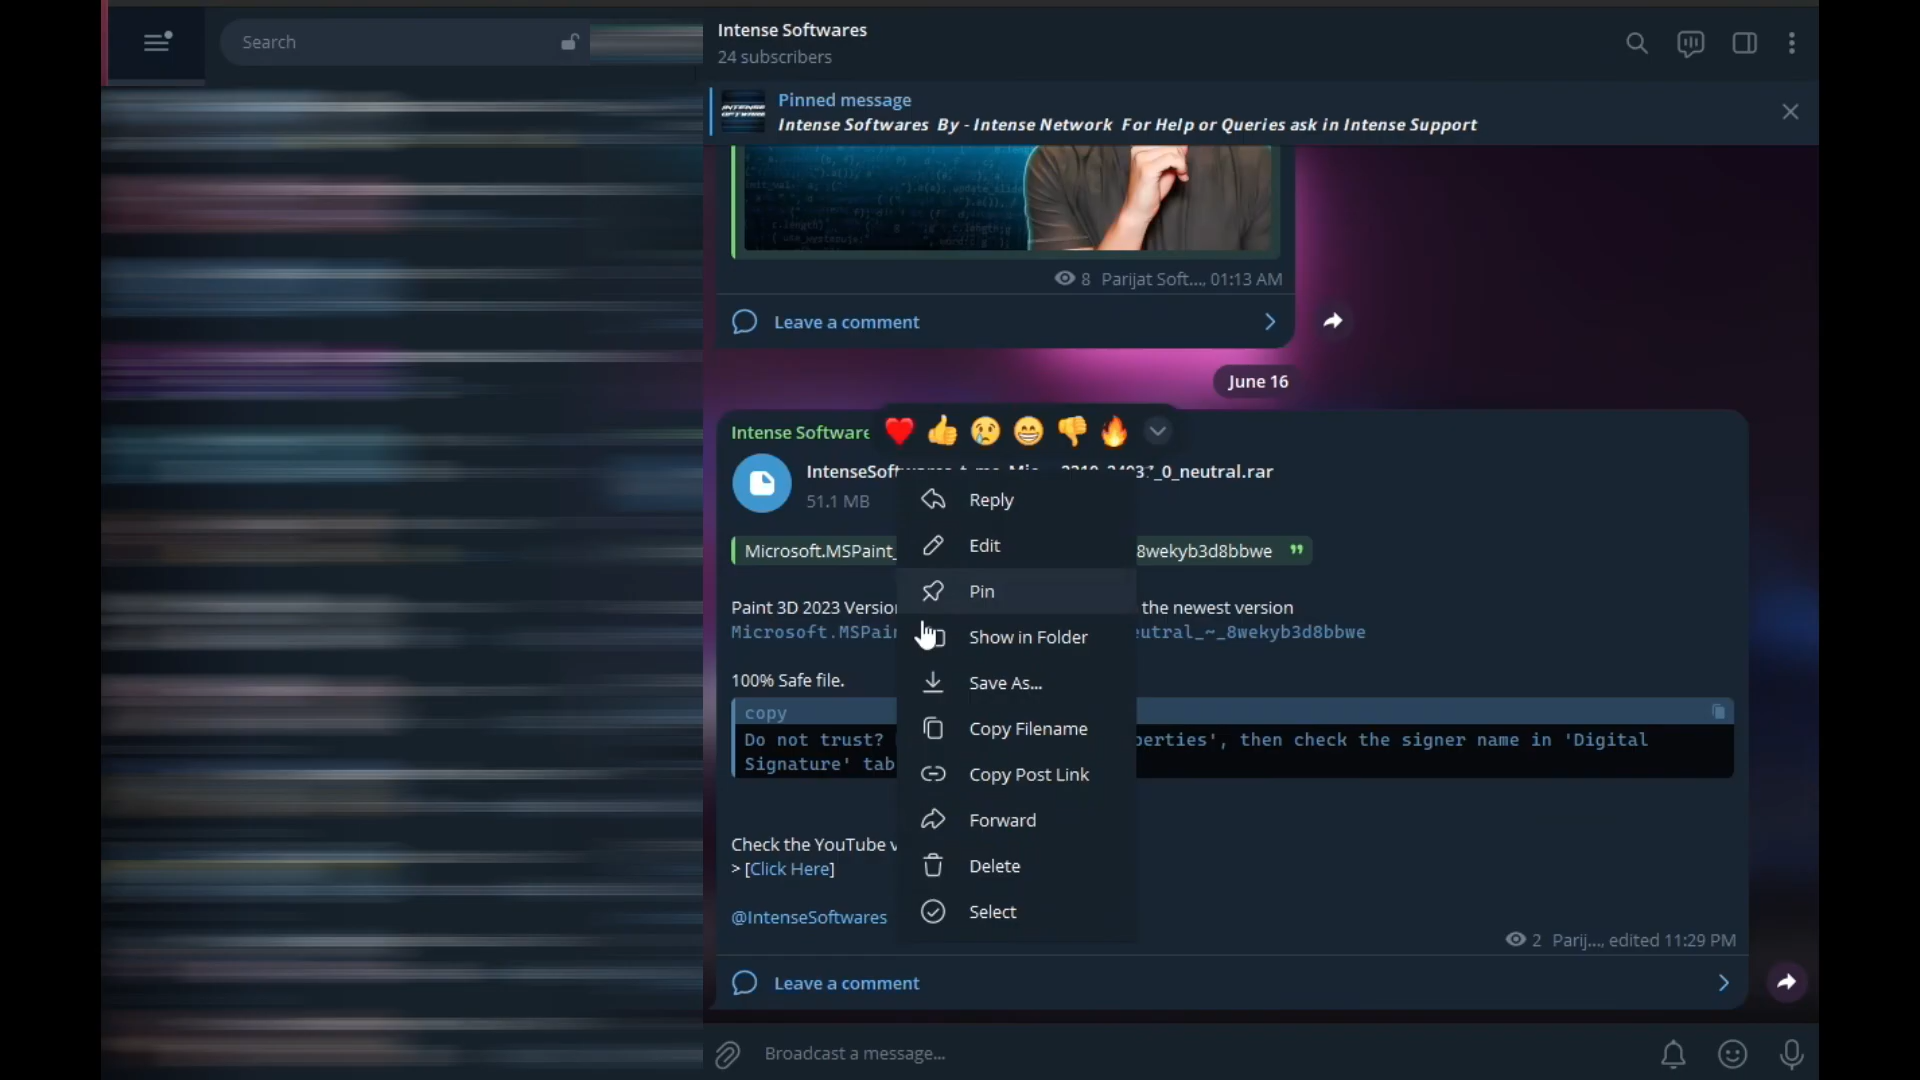 Search
Intense Softwares
24 subscribers
Pinned message
Intense Softwares By - Intense Network For Help or Queries ask in Intense Support
8 Parijat Soft..., 01:13 AM
Leave a comment
June 16
Intense Software
_0_neutral.rar
51.1 MB
Reply
Edit
Microsoft.MSPaint_
8wekyb3d8bbwe
Pin
Paint 3D 2023 Version
the newest version
Microsoft.MSPain
eutral_~_8wekyb3d8bbwe
Show in Folder
100% Safe file.
Save As...
copy
Copy Filename
Do not trust?
perties', then check the signer name in 'Digital
Signature' tab
Copy Post Link
Forward
Check the YouTube v
> [Click Here]
Delete
@IntenseSoftwares
Select
2 Parij..., edited 11:29 PM
Leave a comment
Broadcast a message...